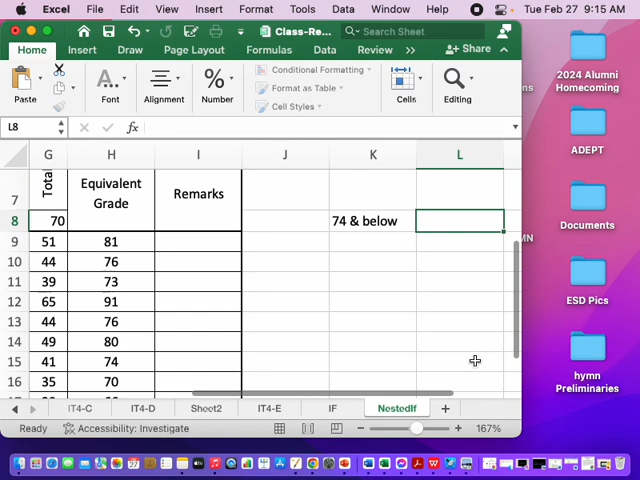 Excel File Edit View Insert Format Tools Data Window Help Tue Feb 27 9:15 AM
Class-Re... Search Sheet
Home Insert Draw Page Layout Formulas Data Review Share
Paste Font Alignment Number Conditional Formatting Format as Table Cell Styles Cells Editing
L8 fx
G H I J K L
7 Total Equivalent Grade Remarks
8 70 74 & below
9 51 81
10 44 76
11 39 73
12 65 91
13 44 76
14 49 80
15 41 74
16 35 70
IT4-C IT4-D Sheet2 IT4-E IF NestedIf +
Ready Accessibility: Investigate 167%
2024 Alumni Homecoming
ADEPT
Documents
ESD Pics
hymn Preliminaries